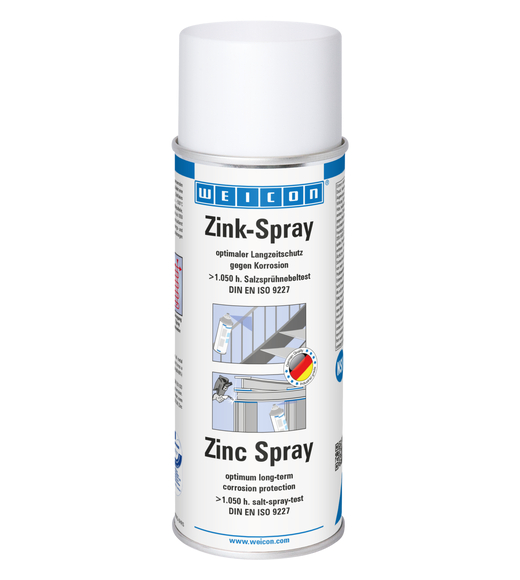 WEICON®
Zink-Spray
optimaler Langzeitschutz
gegen Korrosion
>1.050 h. Salzsprühnebeltest
DIN EN ISO 9227
Zinc Spray
optimum long-term
corrosion protection
>1.050 h. salt-spray-test
DIN EN ISO 9227
www.weicon.com